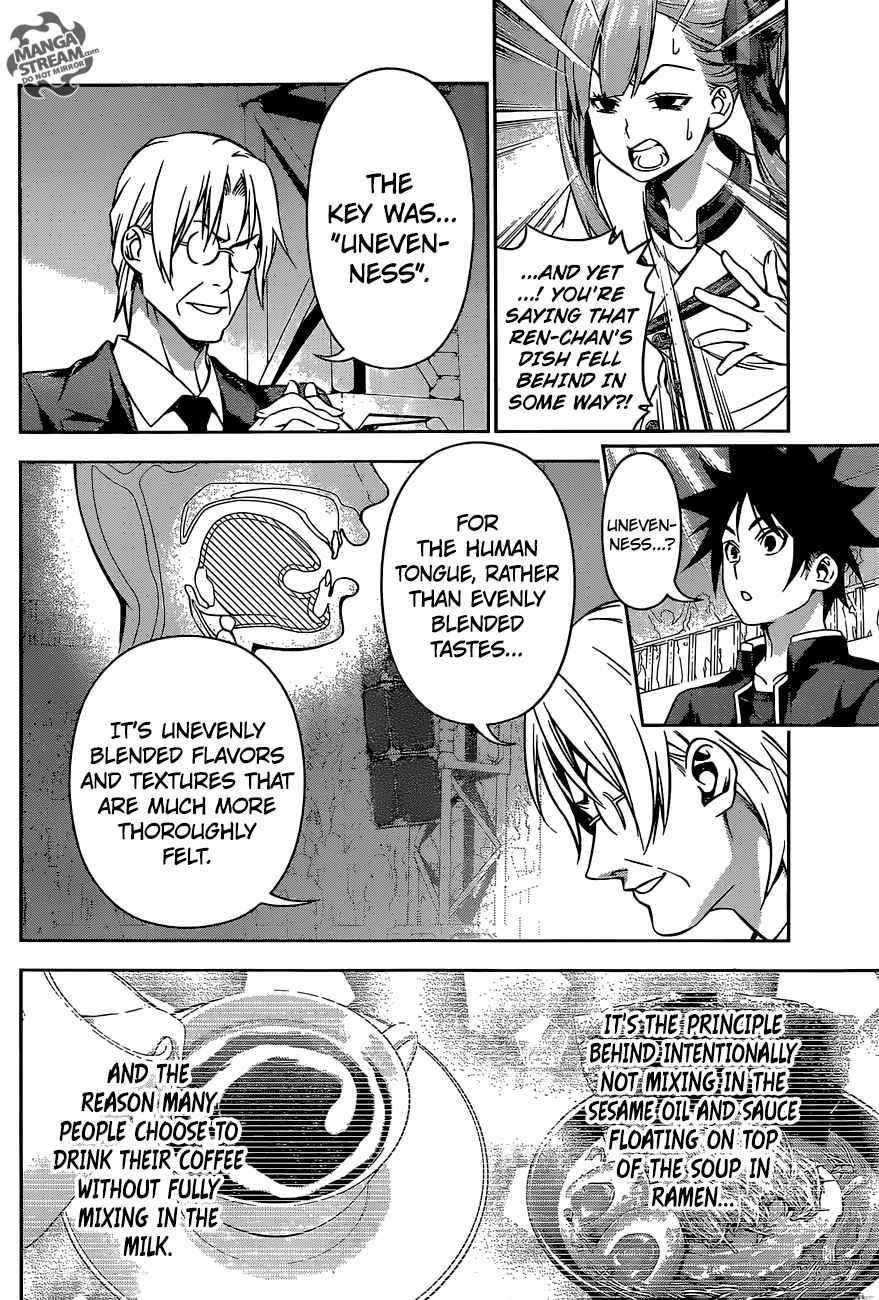 MANGA
STREAM.com
DO NOT MIRROR
...AND YET
...! YOU'RE
SAYING THAT
REN-CHAN'S
DISH FELL
BEHIND IN
SOME WAY?!
THE
KEY WAS...
"UNEVEN-
NESS".
UNEVEN-
NESS...?
FOR
THE HUMAN
TONGUE, RATHER
THAN EVENLY
BLENDED
TASTES...
IT'S UNEVENLY
BLENDED FLAVORS
AND TEXTURES THAT
ARE MUCH MORE
THOROUGHLY
FELT.
IT'S THE PRINCIPLE
BEHIND INTENTIONALLY
NOT MIXING IN THE
SESAME OIL AND SAUCE
FLOATING ON TOP
OF THE SOUP IN
RAMEN...
AND THE
REASON MANY
PEOPLE CHOOSE TO
DRINK THEIR COFFEE
WITHOUT FULLY
MIXING IN THE
MILK.